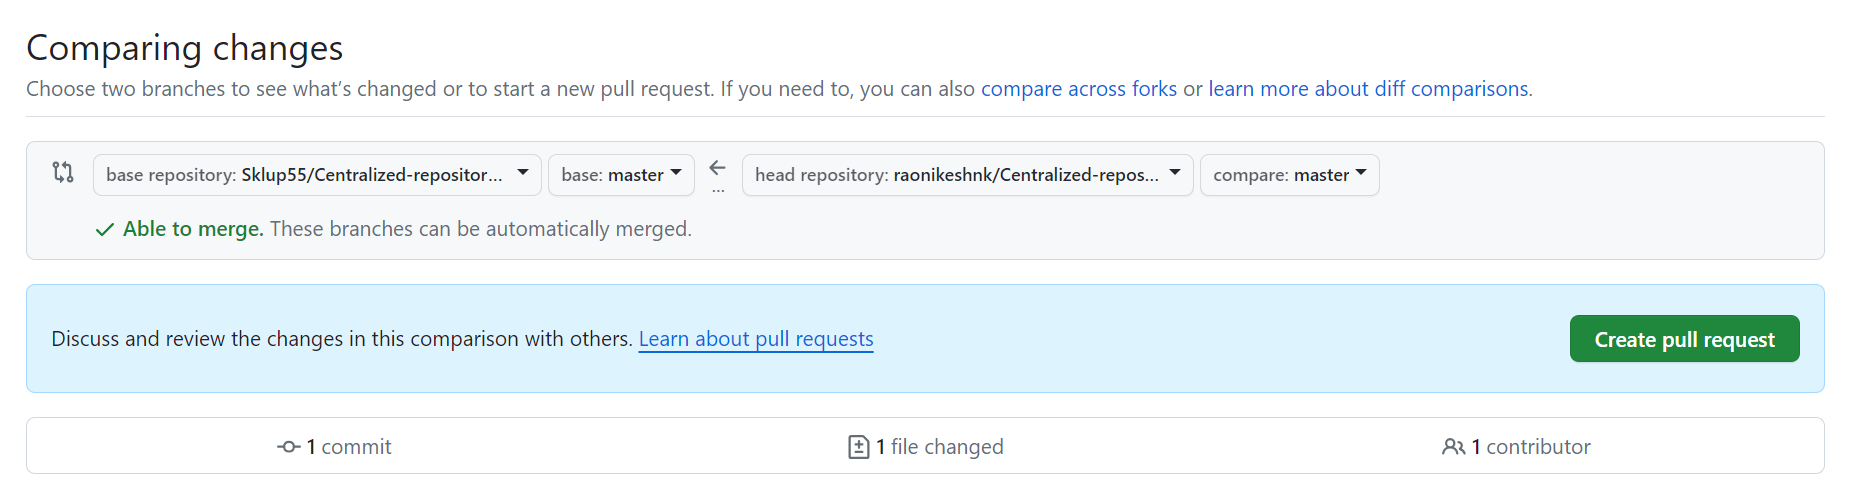 Comparing changes
Choose two branches to see what’s changed or to start a new pull request. If you need to, you can also compare across forks or learn more about diff comparisons.
base repository: Sklup55/Centralized-repositor... base: master ... head repository: raonikeshnk/Centralized-repos... compare: master
Able to merge. These branches can be automatically merged.
Discuss and review the changes in this comparison with others. Learn about pull requests Create pull request
1 commit 1 file changed 1 contributor